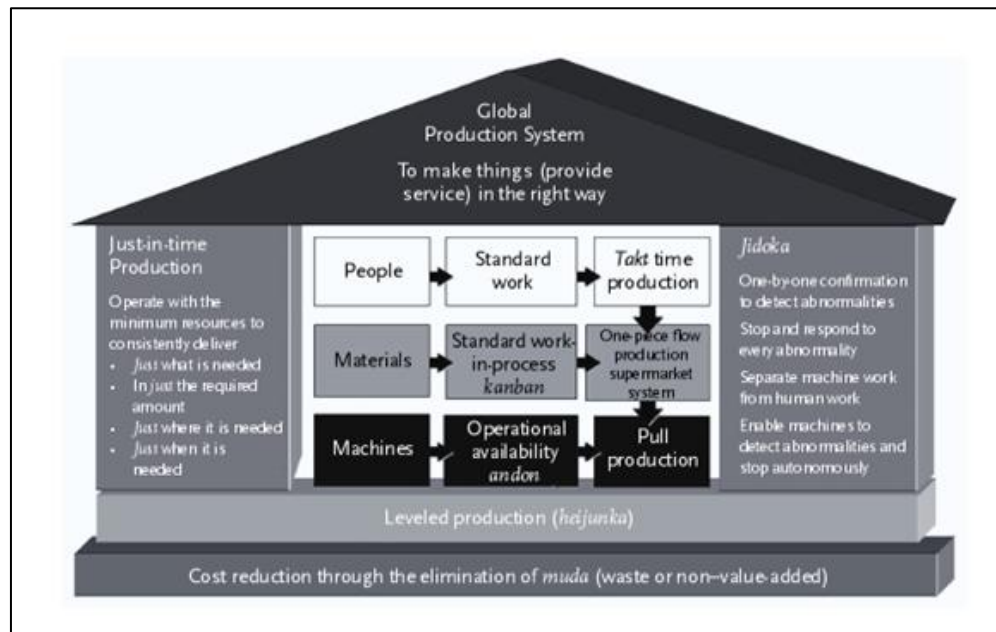 Global
Production System
To make things (provide
service) in the right way
Just-in-time
Production
Operate with the
minimum resources to
consistently deliver
• Just what is needed
• In just the required
amount
• Just where it is needed
• Just when it is
needed
People
Standard
work
Takt time
production
Materials
Standard work-
in-process
kanban
One-piece flow
production
supermarket
system
Machines
Operational
availability
andon
Pull
production
Jidoka
One-by-one confirmation
to detect abnormalities
Stop and respond to
every abnormality
Separate machine work
from human work
Enable machines to
detect abnormalities and
stop autonomously
Leveled production (heijunka)
Cost reduction through the elimination of muda (waste or non–value-added)